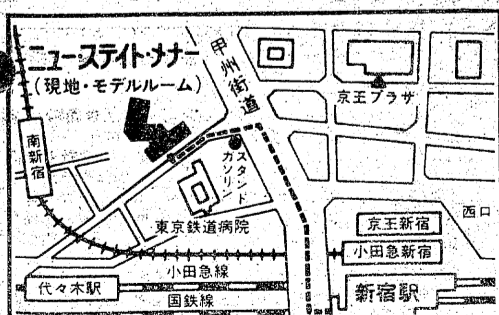 ニューステイト・メナー
(現地・モデルルーム)
甲州街道
京王プラザ
南新宿
ガソリン
スタンド
東京鉄道病院
西口
京王新宿
小田急新宿
小田急線
代々木駅
国鉄線
新宿駅